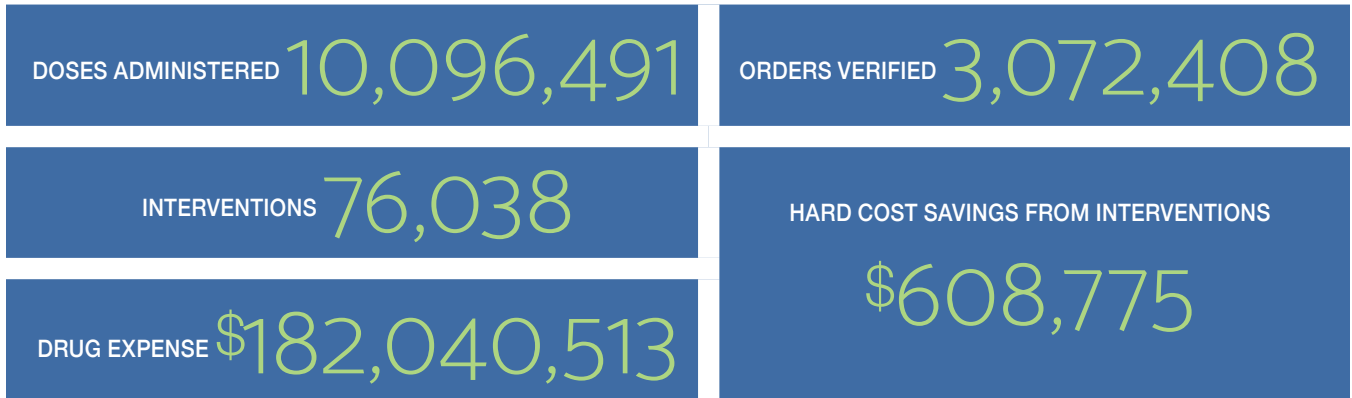 DOSES ADMINISTERED 10,096,491
ORDERS VERIFIED 3,072,408
INTERVENTIONS 76,038
HARD COST SAVINGS FROM INTERVENTIONS
$608,775
DRUG EXPENSE $182,040,513